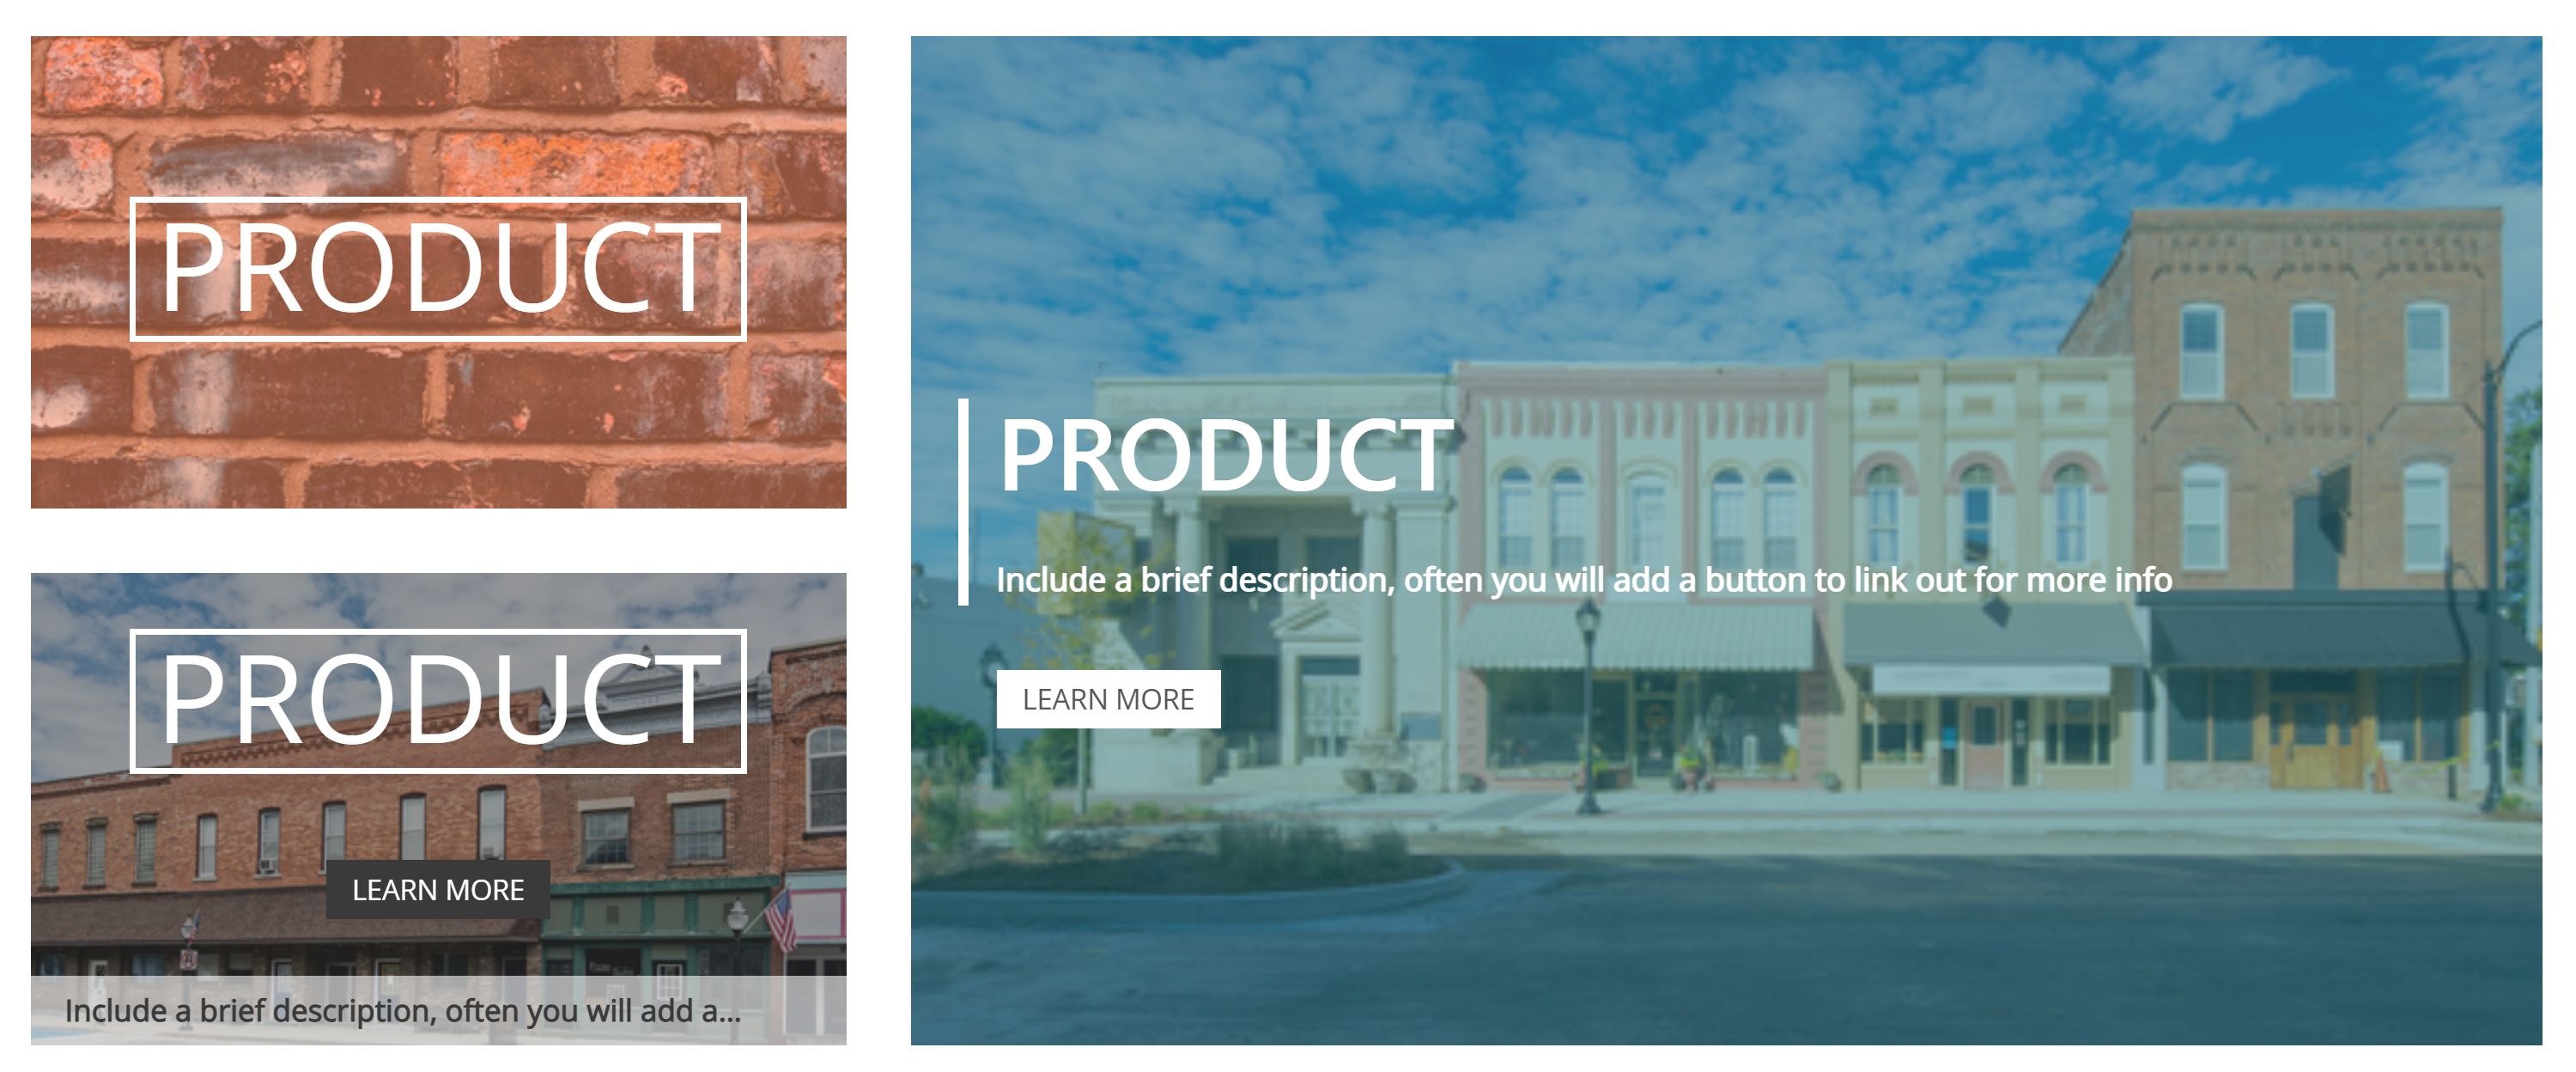 PRODUCT
PRODUCT
LEARN MORE
Include a brief description, often you will add a...
PRODUCT
Include a brief description, often you will add a button to link out for more info
LEARN MORE